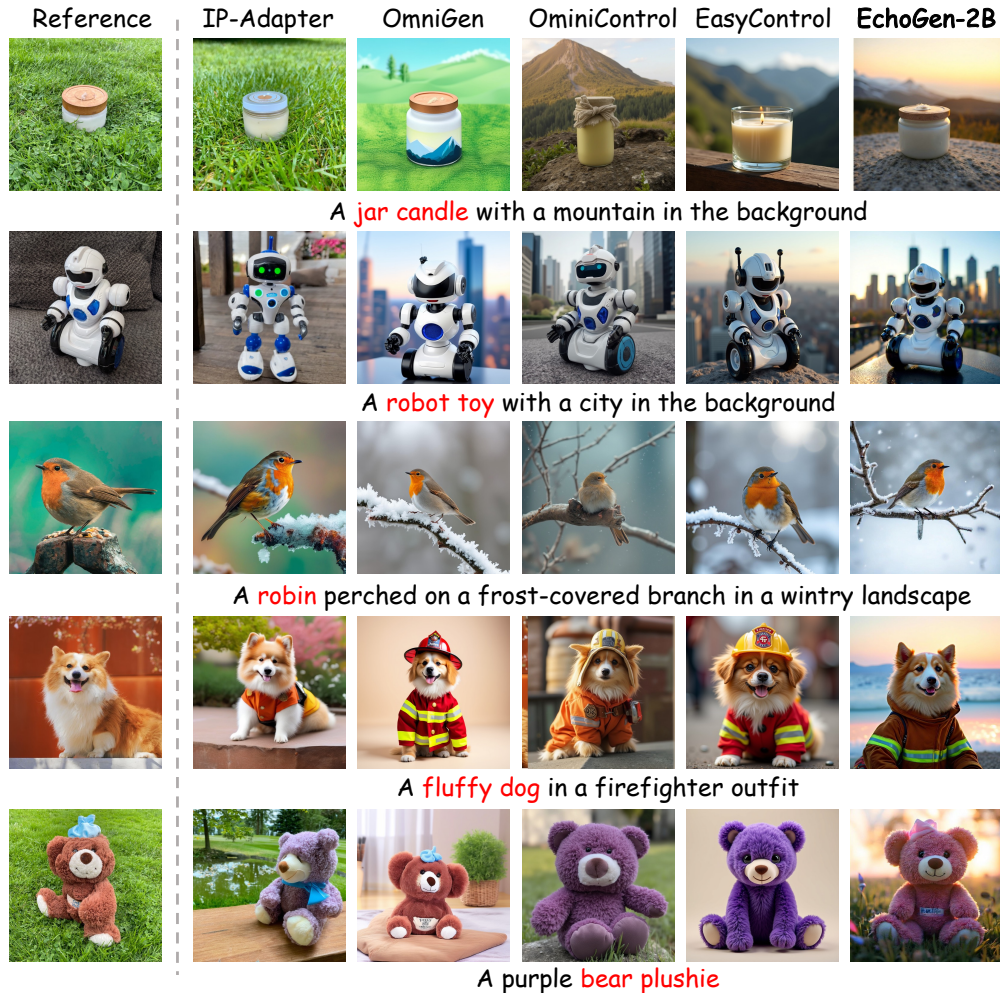 Reference IP-Adapter OmniGen OminiControl EasyControl EchoGen-2B
A jar candle with a mountain in the background
A robot toy with a city in the background
A robin perched on a frost-covered branch in a wintry landscape
A fluffy dog in a firefighter outfit
A purple bear plushie